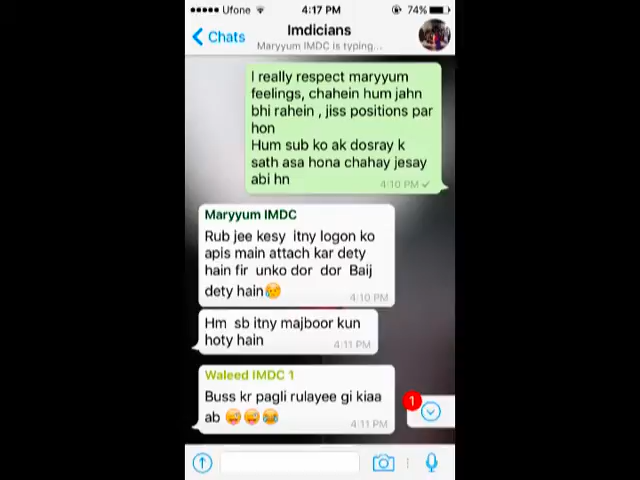 Ufone 4:17 PM 74%
Chats
Imdicians
Maryyum IMDC is typing...
I really respect maryyum
feelings, chahein hum jahn
bhi rahein , jiss positions par
hon
Hum sub ko ak dosray k
sath asa hona chahay jesay
abi hn
4:10 PM
Maryyum IMDC
Rub jee kesy itny logon ko
apis main attach kar dety
hain fir unko dor dor Baij
dety hain😥
4:10 PM
Hm sb itny majboor kun
hoty hain
4:11 PM
Waleed IMDC 1
Buss kr pagli rulayee gi kiaa
ab 😜😜😂
4:11 PM
1